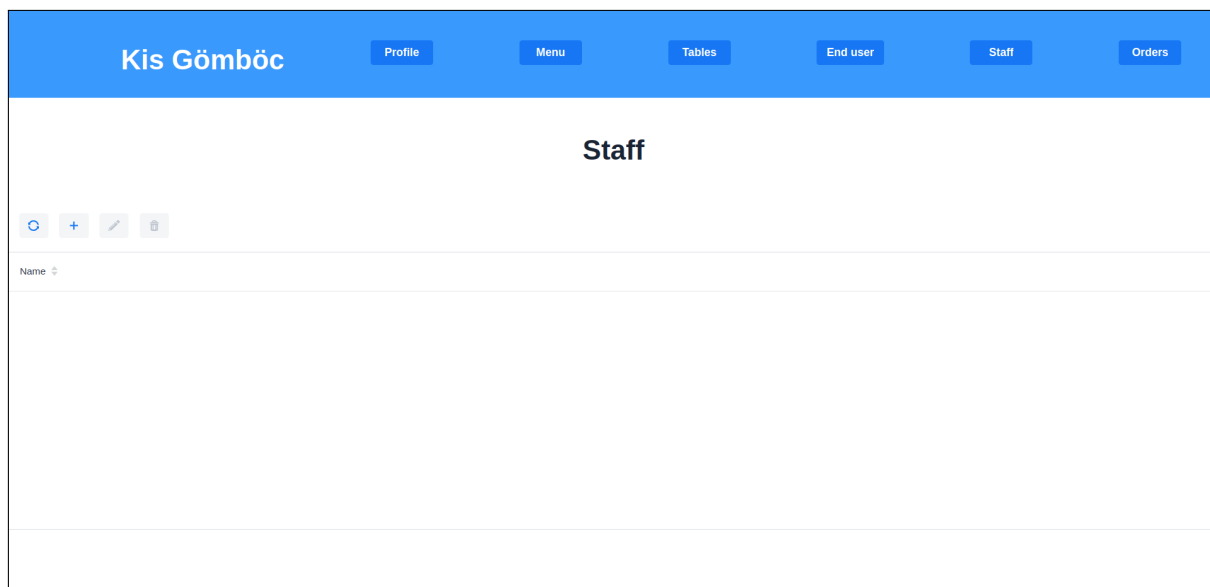 Kis Gömböc
Profile
Menu
Tables
End user
Staff
Orders
Staff
Name